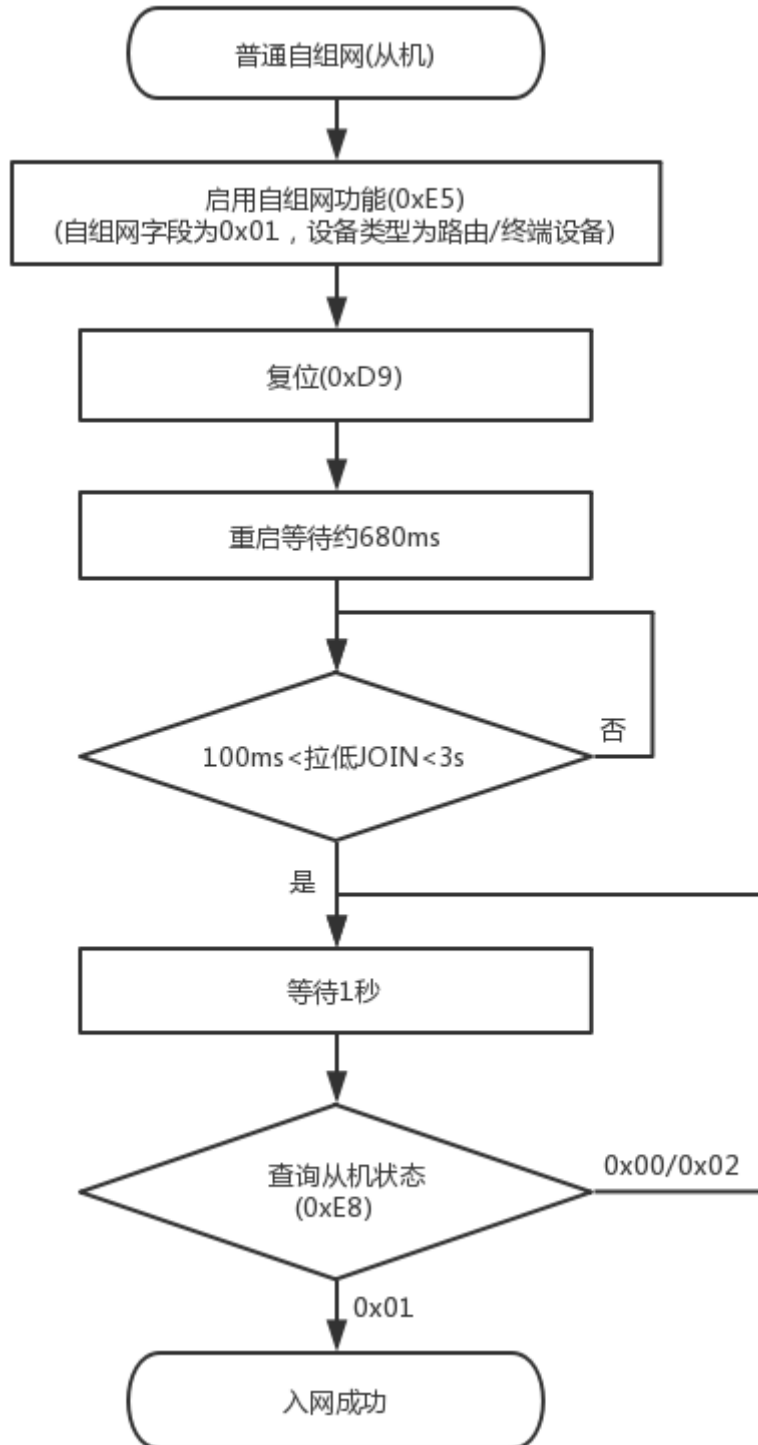 普通自组网(从机)
启用自组网功能(0xE5)
(自组网字段为0x01，设备类型为路由/终端设备)
复位(0xD9)
重启等待约680ms
100ms<拉低JOIN<3s
否
是
等待1秒
查询从机状态
(0xE8)
0x00/0x02
0x01
入网成功